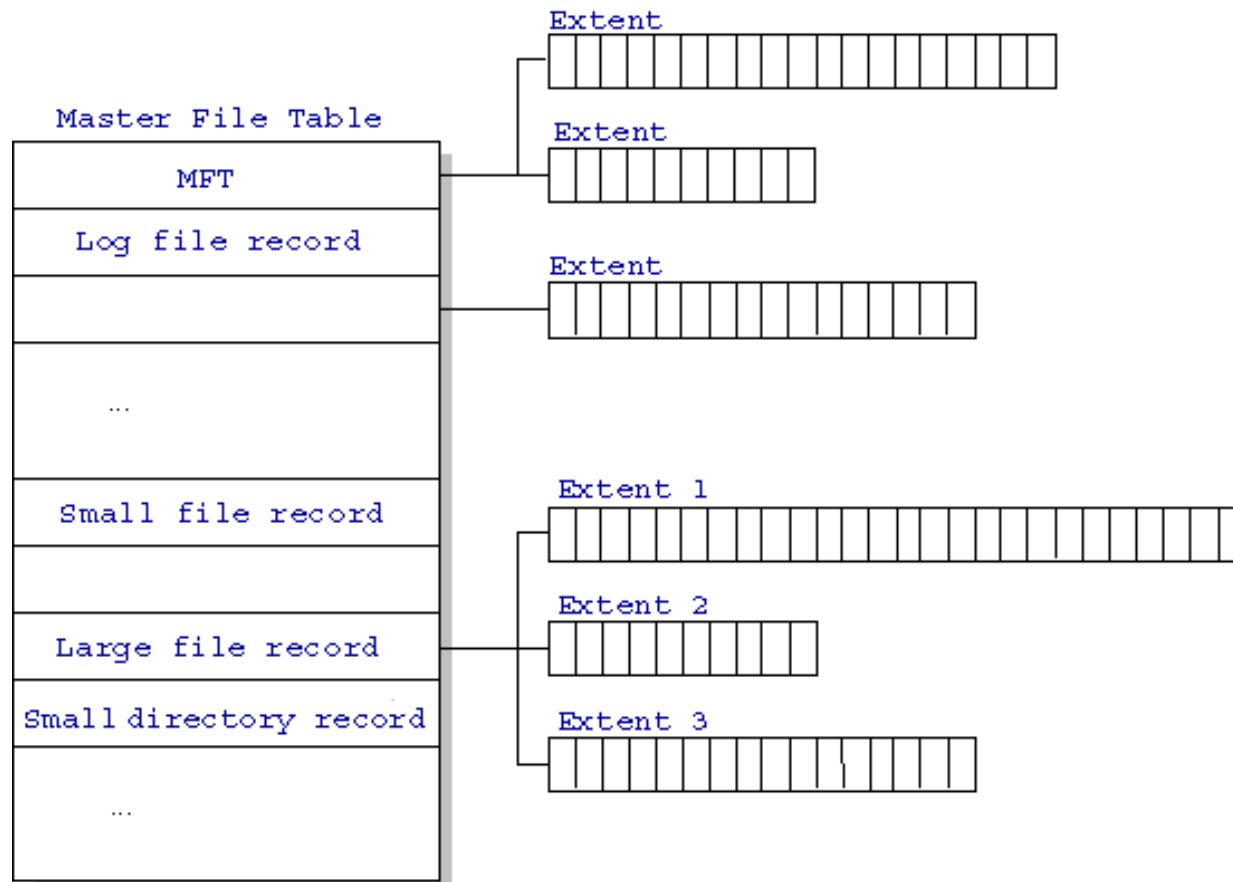 Extent
Master File Table
Extent
MFT
Log file record
Extent
...
Small file record
Extent 1
Extent 2
Large file record
Small directory record
Extent 3
...